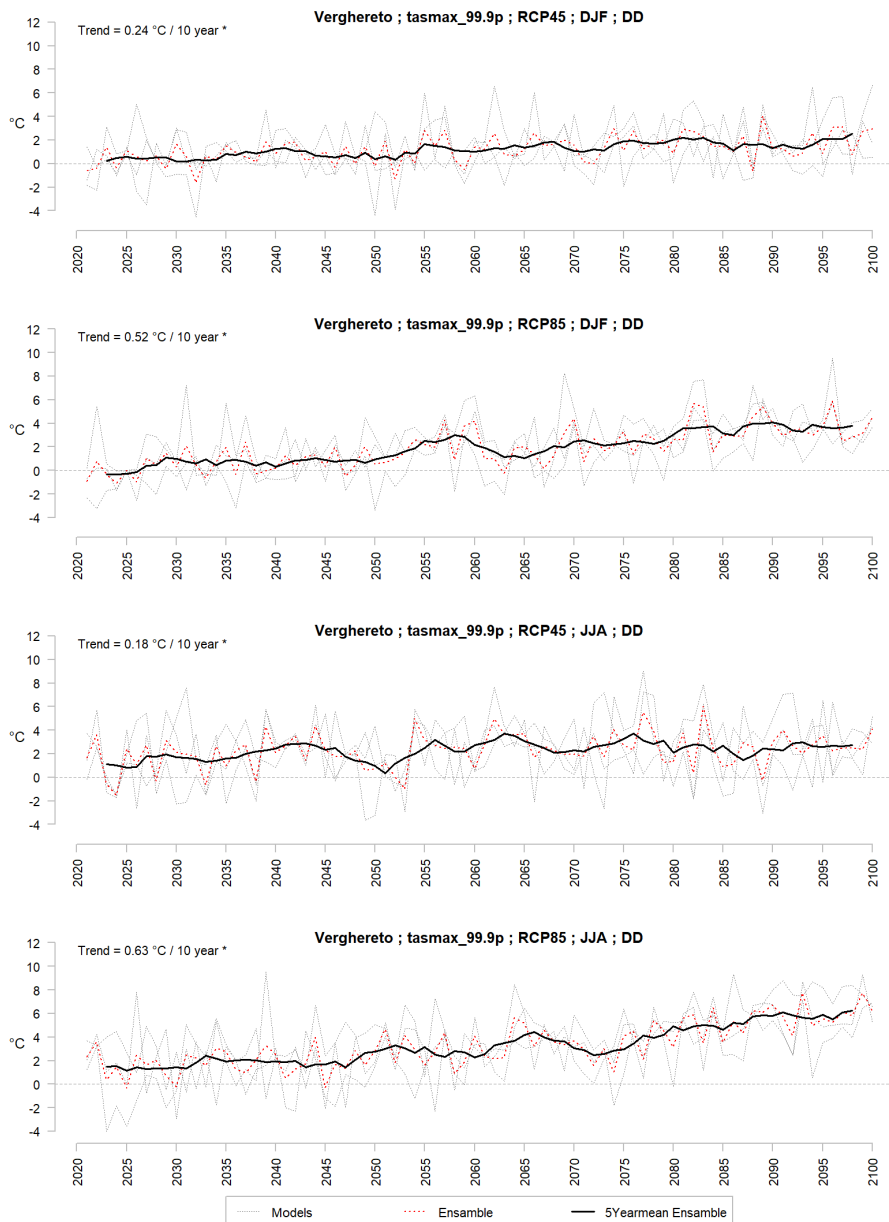 Verghereto ; tasmax_99.9p ; RCP45 ; DJF ; DD
Trend = 0.24 °C / 10 year *
12
10
8
6
4
2
0
-2
-4
°C
2020 2025 2030 2035 2040 2045 2050 2055 2060 2065 2070 2075 2080 2085 2090 2095 2100
Verghereto ; tasmax_99.9p ; RCP85 ; DJF ; DD
Trend = 0.52 °C / 10 year *
12
10
8
6
4
2
0
-2
-4
°C
2020 2025 2030 2035 2040 2045 2050 2055 2060 2065 2070 2075 2080 2085 2090 2095 2100
Verghereto ; tasmax_99.9p ; RCP45 ; JJA ; DD
Trend = 0.18 °C / 10 year *
12
10
8
6
4
2
0
-2
-4
°C
2020 2025 2030 2035 2040 2045 2050 2055 2060 2065 2070 2075 2080 2085 2090 2095 2100
Verghereto ; tasmax_99.9p ; RCP85 ; JJA ; DD
Trend = 0.63 °C / 10 year *
12
10
8
6
4
2
0
-2
-4
°C
2020 2025 2030 2035 2040 2045 2050 2055 2060 2065 2070 2075 2080 2085 2090 2095 2100
Models Ensamble 5Yearmean Ensamble